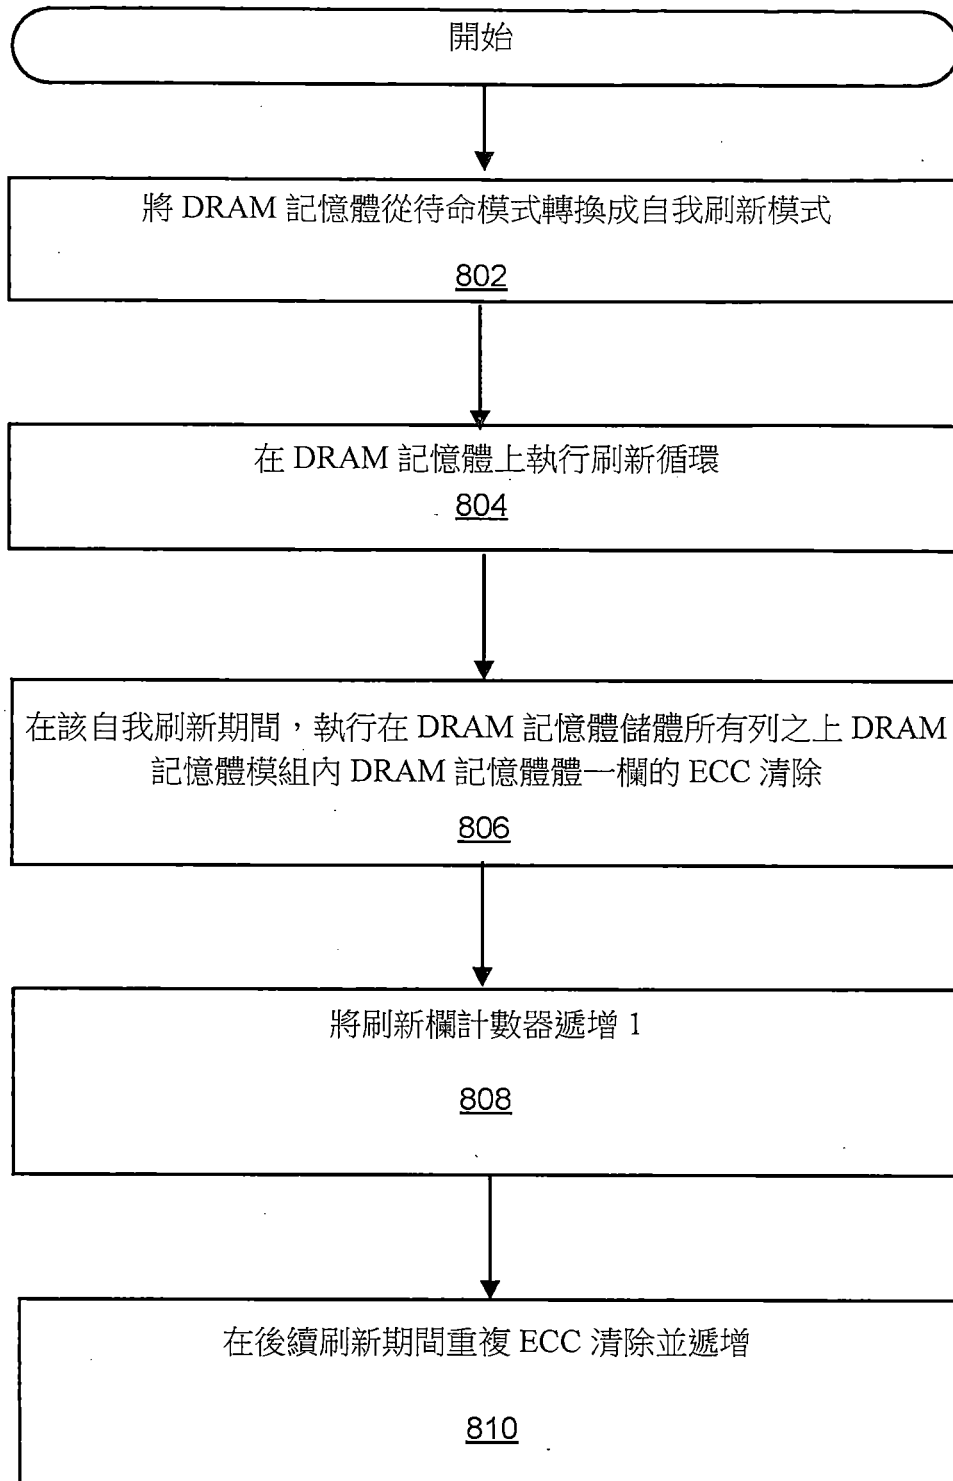 開始
將 DRAM 記憶體從待命模式轉換成自我刷新模式
802
在 DRAM 記憶體上執行刷新循環
804
在該自我刷新期間，執行在 DRAM 記憶體儲體所有列之上 DRAM
記憶體模組內 DRAM 記憶體體一欄的 ECC 清除
806
將刷新欄計數器遞增 1
808
在後續刷新期間重複 ECC 清除並遞增
810